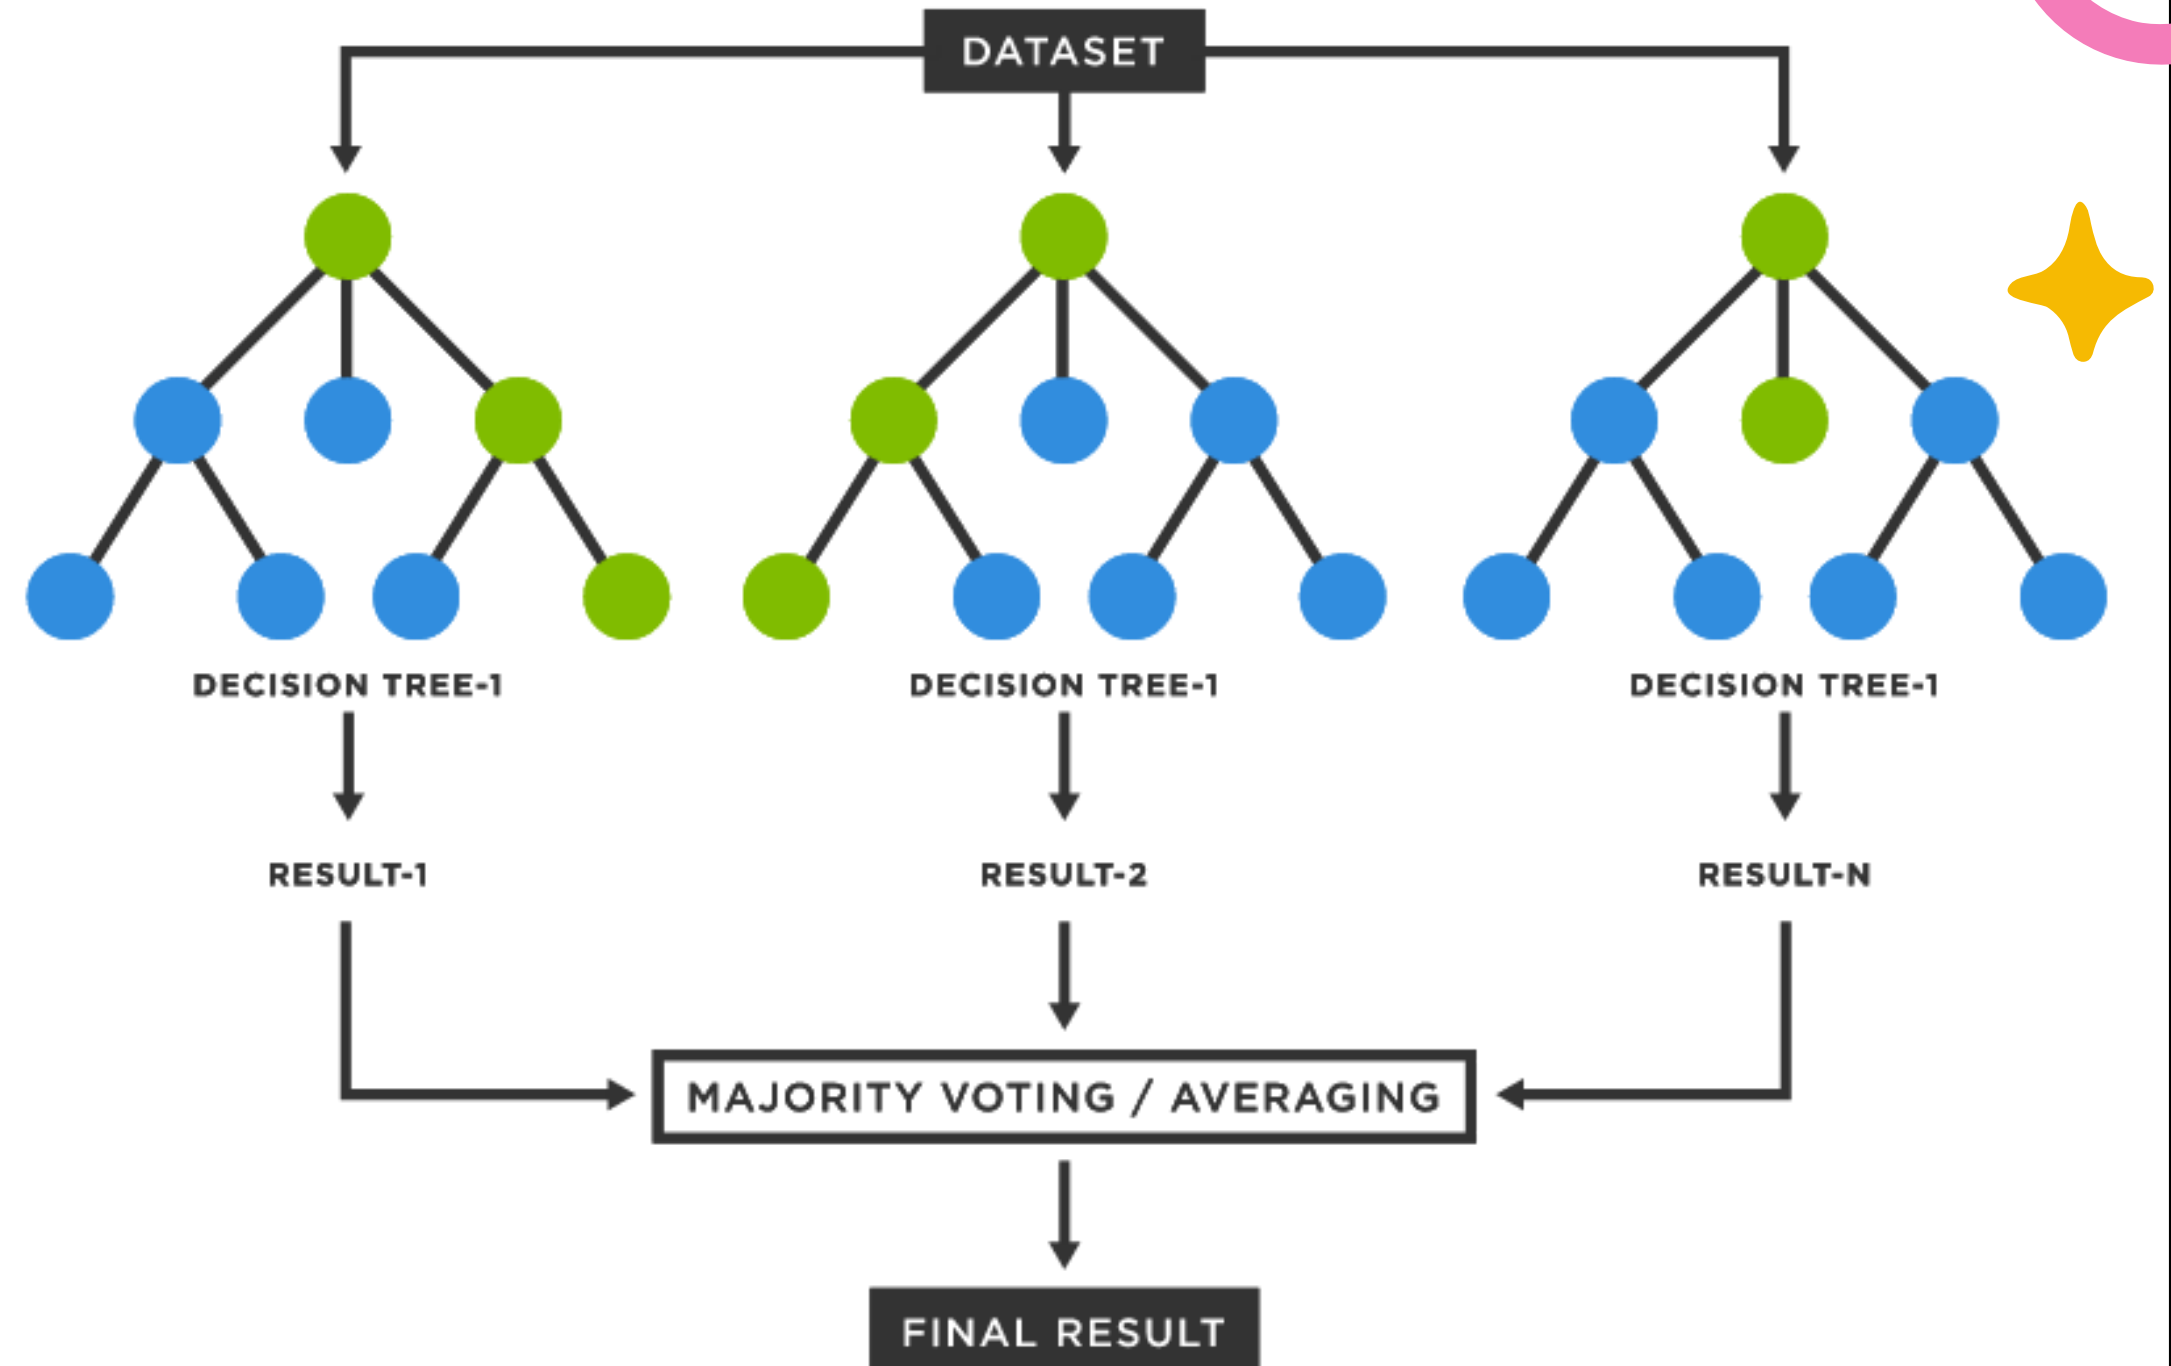 DATASET
DECISION TREE-1
DECISION TREE-1
DECISION TREE-1
RESULT-1
RESULT-2
RESULT-N
MAJORITY VOTING / AVERAGING
FINAL RESULT